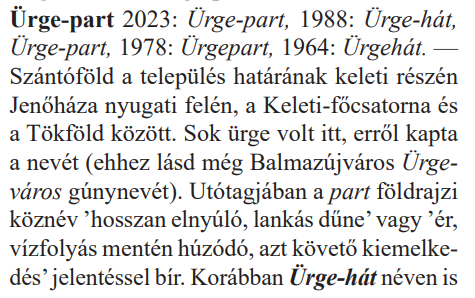 Ürge-part 2023: Ürge-part, 1988: Ürge-hát,
Ürge-part, 1978: Ürgepart, 1964: Ürgehát. —
Szántóföld a település határának keleti részén
Jenőháza nyugati felén, a Keleti-főcsatorna és
a Tökföld között. Sok ürge volt itt, erről kapta
a nevét (ehhez lásd még Balmazújváros Ürge-
város gúnynevét). Utótagjában a part földrajzi
köznév ’hosszan elnyúló, lankás dűne’ vagy ’ér,
vízfolyás mentén húzódó, azt követő kiemelke-
dés’ jelentéssel bír. Korábban Ürge-hát néven is